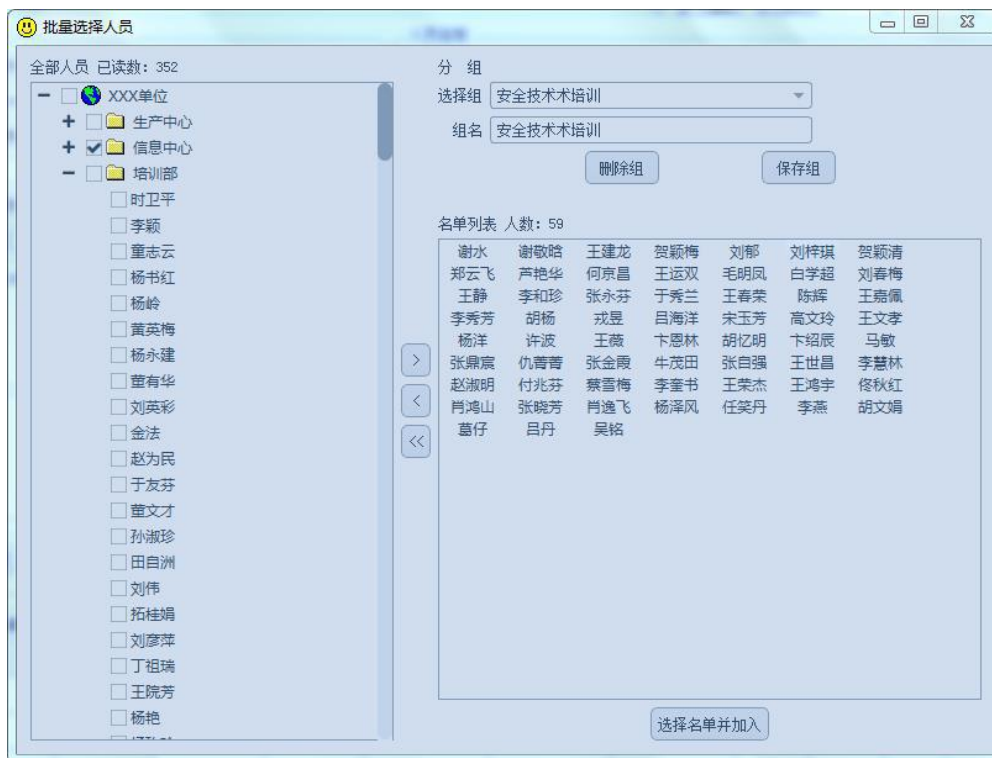 批量选择人员
全部人员 已读数：352
XXX单位
生产中心
信息中心
培训部
时卫平
李颖
童志云
杨书红
杨岭
黄英梅
杨永建
董有华
刘英彩
金法
赵为民
于友芬
董文才
孙淑珍
田自洲
刘伟
拓桂娟
刘彦萍
丁祖瑞
王院芳
杨艳
分 组
选择组 安全技术术培训
组名 安全技术术培训
删除组 保存组
名单列表 人数：59
谢水 谢敬晗 王建龙 贺颖梅 刘郁 刘梓琪 贺颖清
郑云飞 芦艳华 何京昌 王运双 毛明凤 白学超 刘春梅
王静 李和珍 张永芬 于秀兰 王春荣 陈辉 王嘉佩
李秀芳 胡杨 戎昱 吕海洋 宋玉芳 高文玲 王文孝
杨洋 许波 王薇 卞恩林 胡忆明 卞绍辰 马敏
张鼎宸 仇菁菁 张金霞 牛茂田 张自强 王世昌 李慧林
赵淑明 付兆芬 蔡雪梅 李奎书 王荣杰 王鸿宇 佟秋红
肖鸿山 张晓芳 肖逸飞 杨泽风 任笑丹 李燕 胡文娟
葛仔 吕丹 吴铭
>
<
<<
选择名单并加入